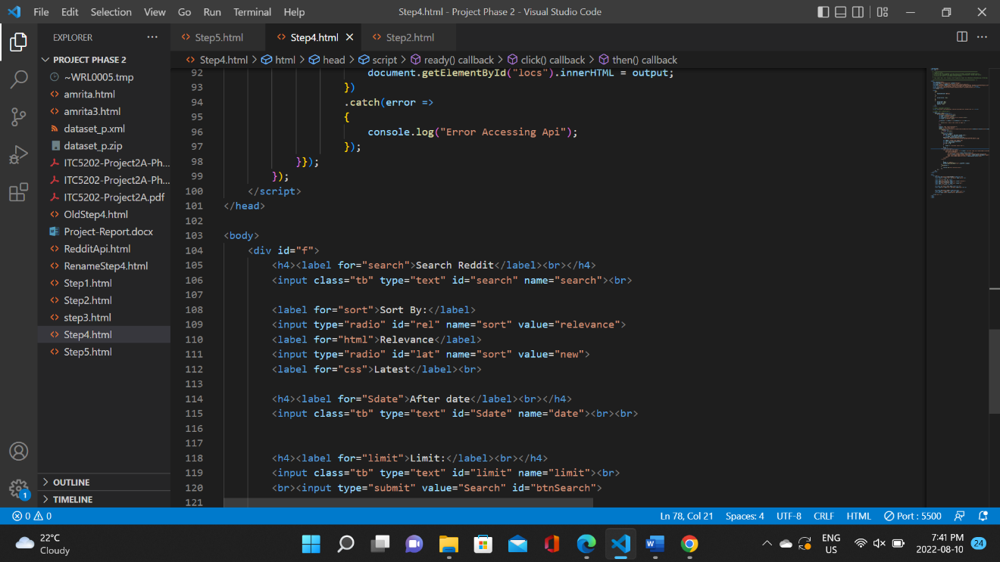 File Edit Selection View Go Run Terminal Help
Step4.html - Project Phase 2 - Visual Studio Code
EXPLORER
PROJECT PHASE 2
~WRL0005.tmp
amrita.html
amrita3.html
dataset_p.xml
dataset_p.zip
ITC5202-Project2A-Ph...
ITC5202-Project2A-Ph...
ITC5202-Project2A.pdf
OldStep4.html
Project-Report.docx
RedditApi.html
RenameStep4.html
Step1.html
Step2.html
step3.html
Step4.html
Step5.html
OUTLINE
TIMELINE
Step5.html Step4.html Step2.html
Step4.html > html > head > script > ready() callback > click() callback > then() callback
92 document.getElementById("locs").innerHTML = output;
93 })
94 .catch(error =>
95 {
96 console.log("Error Accessing Api");
97 });
98 }});
99 });
100 </script>
101 </head>
102
103 <body>
104 <div id="f">
105 <h4><label for="search">Search Reddit</label><br></h4>
106 <input class="tb" type="text" id="search" name="search"><br>
107
108 <label for="sort">Sort By:</label>
109 <input type="radio" id="rel" name="sort" value="relevance">
110 <label for="html">Relevance</label>
111 <input type="radio" id="lat" name="sort" value="new">
112 <label for="css">Latest</label><br>
113
114 <h4><label for="Sdate">After date</label><br></h4>
115 <input class="tb" type="text" id="Sdate" name="date"><br><br>
116
117
118 <h4><label for="limit">Limit:</label><br></h4>
119 <input class="tb" type="text" id="limit" name="limit"><br>
120 <br><input type="submit" value="Search" id="btnSearch">
121
1
0 0
Ln 78, Col 21 Spaces: 4 UTF-8 CRLF HTML Port : 5500
22°C
Cloudy
ENG
US
7:41 PM
2022-08-10
24